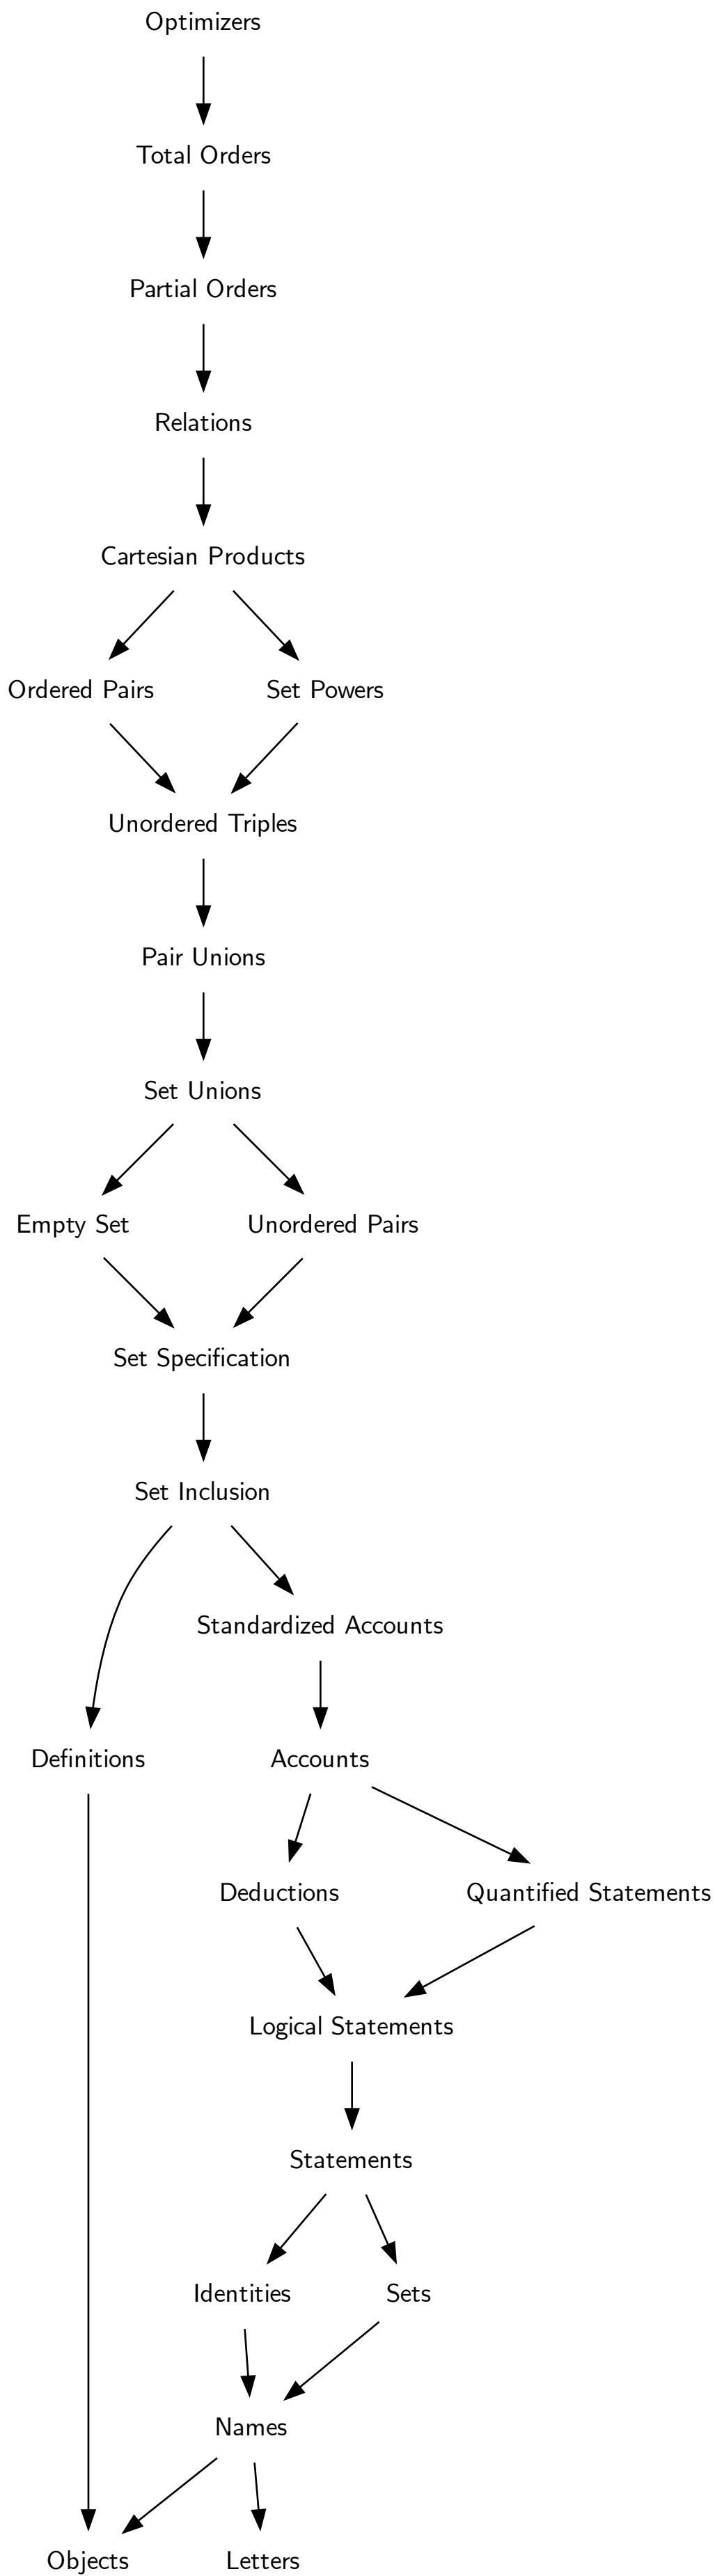 Optimizers
Total Orders
Partial Orders
Relations
Cartesian Products
Ordered Pairs
Set Powers
Unordered Triples
Pair Unions
Set Unions
Empty Set
Unordered Pairs
Set Specification
Set Inclusion
Standardized Accounts
Definitions
Accounts
Deductions
Quantified Statements
Logical Statements
Statements
Identities
Sets
Names
Objects
Letters